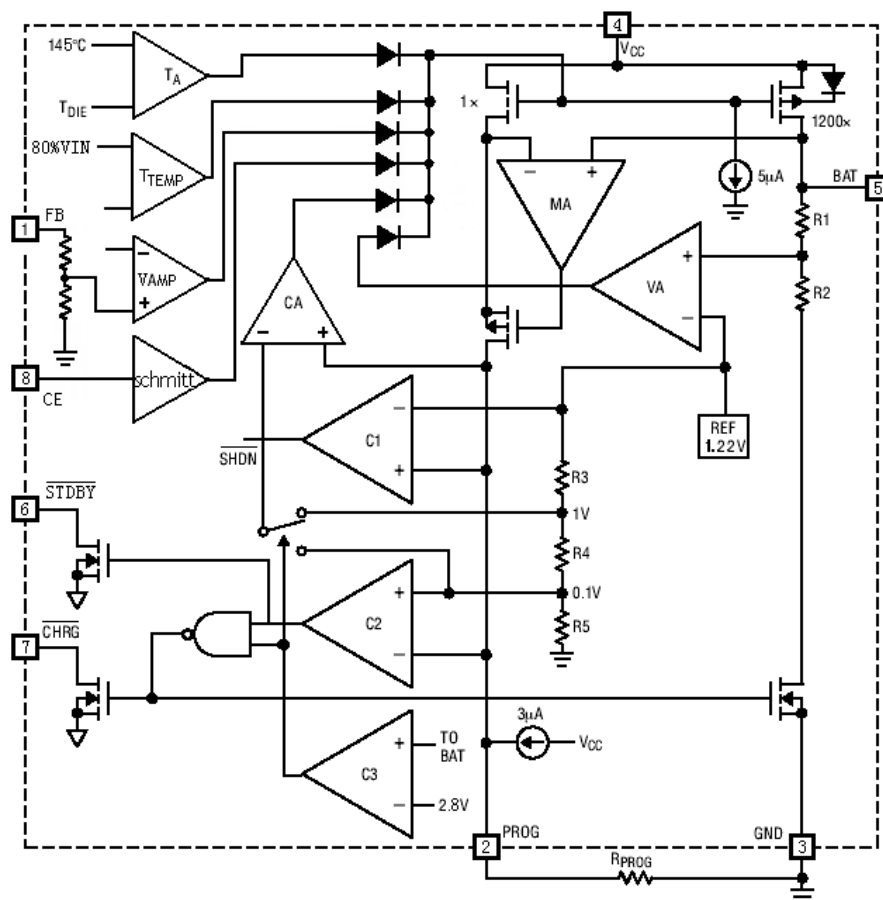 4
VCC
145°C
TA
TDIE
1×
1200×
80%VIN
TTEMP
5µA
BAT
5
MA
1
FB
R1
VAMP
−
+
−
+
VA
+
−
R2
CA
−
+
8
CE
schmitt
REF
1.22V
C1
−
+
SHDN
R3
6
STDBY
1V
R4
0.1V
C2
+
−
R5
7
CHRG
3µA
VCC
C3
+
−
TO
BAT
2.8V
2
PROG
GND
3
RPROG